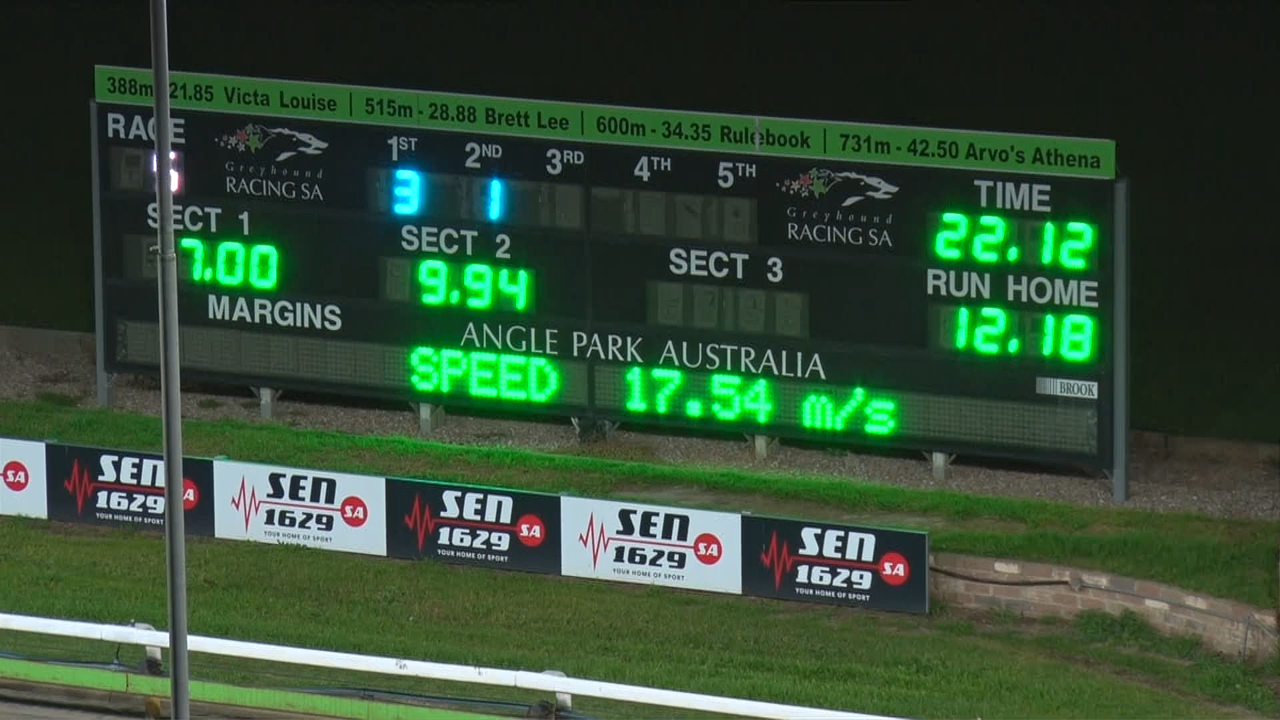 388m 21.85 Victa Louise | 515m - 28.88 Brett Lee | 600m - 34.35 Rulebook | 731m - 42.50 Arvo's Athena
RACE
Greyhound
RACING SA
1ST 2ND 3RD 4TH 5TH
3 1
Greyhound
RACING SA
TIME
22.12
SECT 1
7.00
SECT 2
9.94
SECT 3
RUN HOME
12.18
MARGINS
ANGLE PARK AUSTRALIA
SPEED 17.54 m/s
BROOK
SA
SEN
1629
YOUR HOME OF SPORT
SEN
1629 SA
YOUR HOME OF SPORT
SEN
1629 SA
YOUR HOME OF SPORT
SEN
1629 SA
YOUR HOME OF SPORT
SEN
1629 SA
YOUR HOME OF SPORT